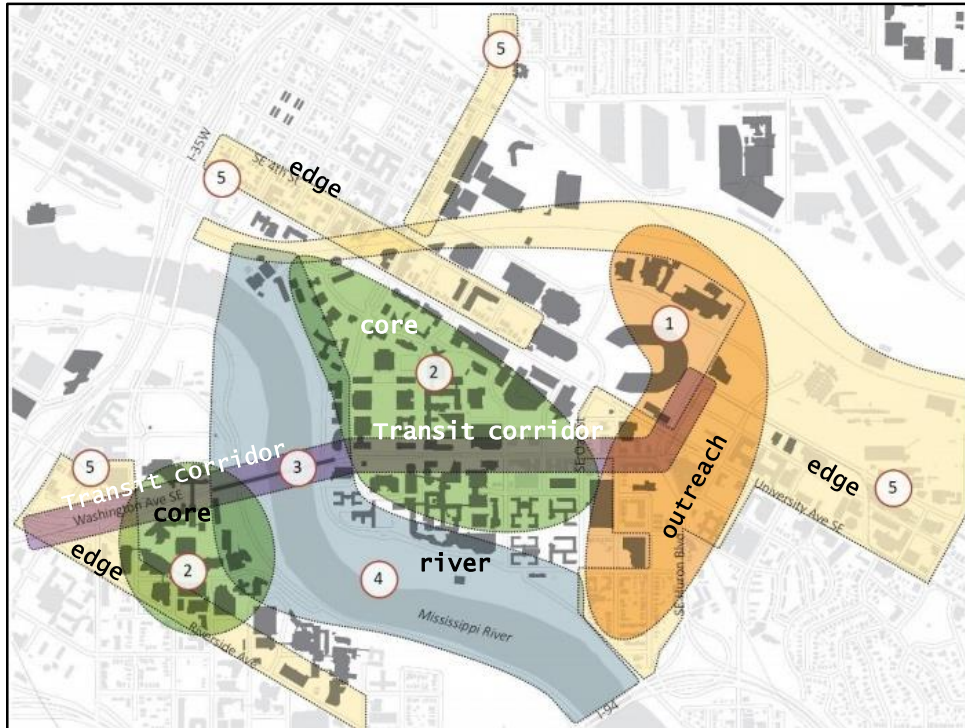 5
I-35W
SE 4th St
edge
5
1
core
2
Transit corridor
SE O
outreach
edge
5
University Ave SE
5
Transit corridor
3
Washington Ave SE
core
edge
2
river
4
SE Huron Blvd
Mississippi River
Riverside Ave
I-94